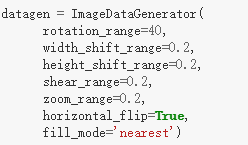 datagen = ImageDataGenerator(
        rotation_range=40,
        width_shift_range=0.2,
        height_shift_range=0.2,
        shear_range=0.2,
        zoom_range=0.2,
        horizontal_flip=True,
        fill_mode='nearest')